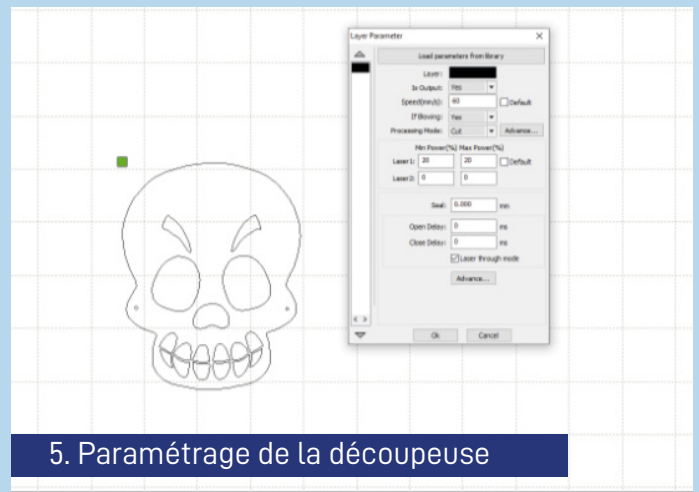 Layer Parameter
Load parameters from library
Layer:
Is Output: Yes
Speed(mm/s): 60 Default
If Blowing: Yes
Processing Mode: Cut Advance...
Min Power(%) Max Power(%)
Laser1: 20 20 Default
Laser2: 0 0
Seal: 0.000 mm
Open Delay: 0 ms
Close Delay: 0 ms
Laser through mode
Advance...
Ok Cancel
5. Paramétrage de la découpeuse